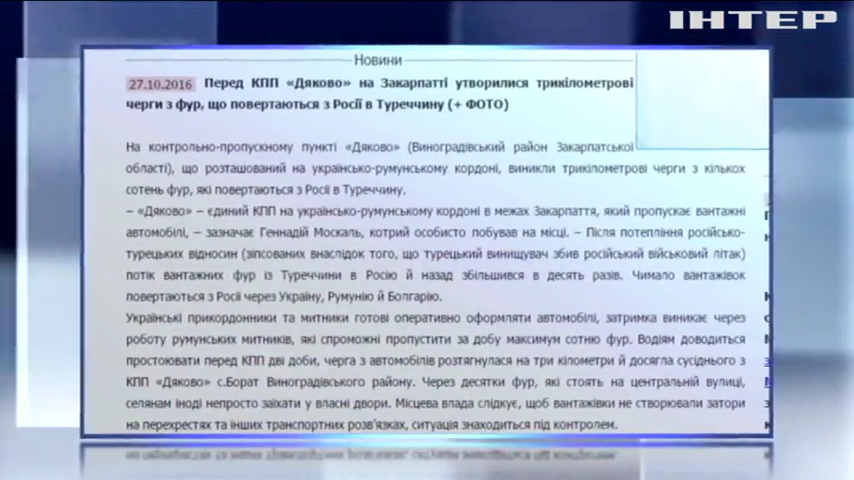 ІНТЕР
Новини
27.10.2016 Перед КПП «Дяково» на Закарпатті утворилися трикілометрові
черги з фур, що повертаються з Росії в Туреччину (+ ФОТО)
На контрольно-пропускному пункті «Дяково» (Виноградівський район Закарпатської
області), що розташований на українсько-румунському кордоні, виникли трикілометрові черги з кількох
сотень фур, які повертаються з Росії в Туреччину.
– «Дяково» – єдиний КПП на українсько-румунському кордоні в межах Закарпаття, який пропускає вантажні
автомобілі, – зазначає Геннадій Москаль, котрий особисто побував на місці. – Після потепління російсько-
турецьких відносин (зіпсованих внаслідок того, що турецький винищувач збив російський військовий літак)
потік вантажних фур із Туреччини в Росію й назад збільшився в десять разів. Чимало вантажівок
повертаються з Росії через Україну, Румунію й Болгарію.
Українські прикордонники та митники готові оперативно оформляти автомобілі, затримка виникає через
роботу румунських митників, які спроможні пропустити за добу максимум сотню фур. Водіям доводиться
простоювати перед КПП дві доби, черга з автомобілів розтягнулася на три кілометри й досягла сусіднього з
КПП «Дяково» с.Борат Виноградівського району. Через десятки фур, які стоять на центральній вулиці,
селянам іноді непросто заїхати у власні двори. Місцева влада слідкує, щоб вантажівки не створювали затори
на перехрестях та інших транспортних розв'язках, ситуація знаходиться під контролем.